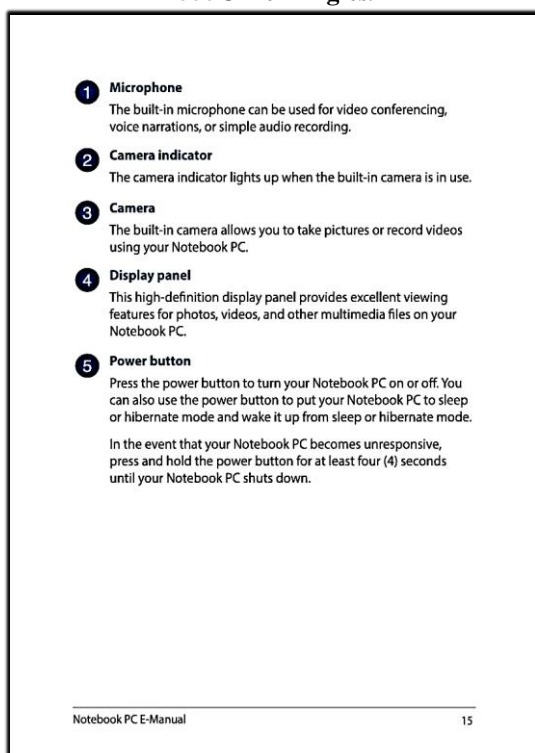 1 Microphone
The built-in microphone can be used for video conferencing,
voice narrations, or simple audio recording.
2 Camera indicator
The camera indicator lights up when the built-in camera is in use.
3 Camera
The built-in camera allows you to take pictures or record videos
using your Notebook PC.
4 Display panel
This high-definition display panel provides excellent viewing
features for photos, videos, and other multimedia files on your
Notebook PC.
5 Power button
Press the power button to turn your Notebook PC on or off. You
can also use the power button to put your Notebook PC to sleep
or hibernate mode and wake it up from sleep or hibernate mode.
In the event that your Notebook PC becomes unresponsive,
press and hold the power button for at least four (4) seconds
until your Notebook PC shuts down.
Notebook PC E-Manual 15